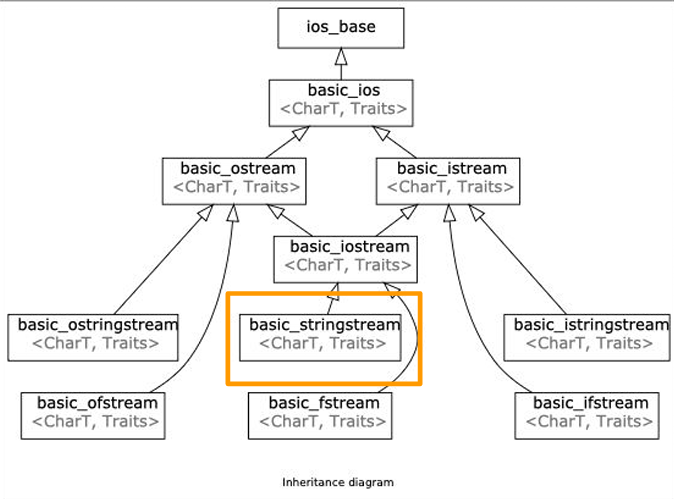 ios_base
basic_ios
<CharT, Traits>
basic_ostream
<CharT, Traits>
basic_istream
<CharT, Traits>
basic_iostream
<CharT, Traits>
basic_ostringstream
<CharT, Traits>
basic_stringstream
<CharT, Traits>
basic_istringstream
<CharT, Traits>
basic_ofstream
<CharT, Traits>
basic_fstream
<CharT, Traits>
basic_ifstream
<CharT, Traits>
Inheritance diagram